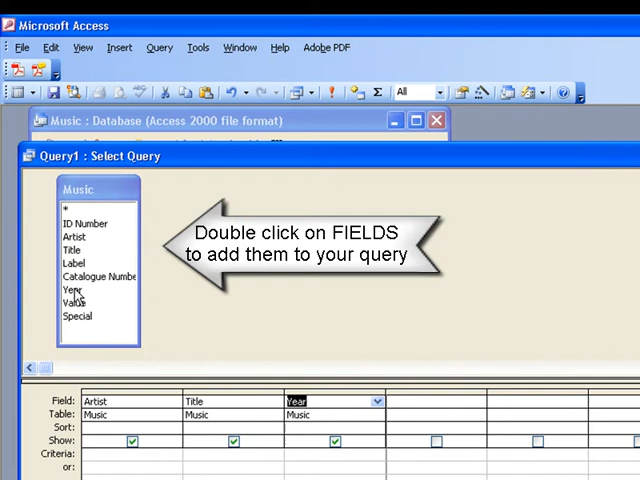 Microsoft Access
File Edit View Insert Query Tools Window Help Adobe PDF
Σ All
Music : Database (Access 2000 file format)
Query1 : Select Query
Music
*
ID Number
Artist
Title
Label
Catalogue Numbe
Year
Value
Special
Double click on FIELDS
to add them to your query
Field: Artist Title Year
Table: Music Music Music
Sort:
Show:
Criteria:
or: